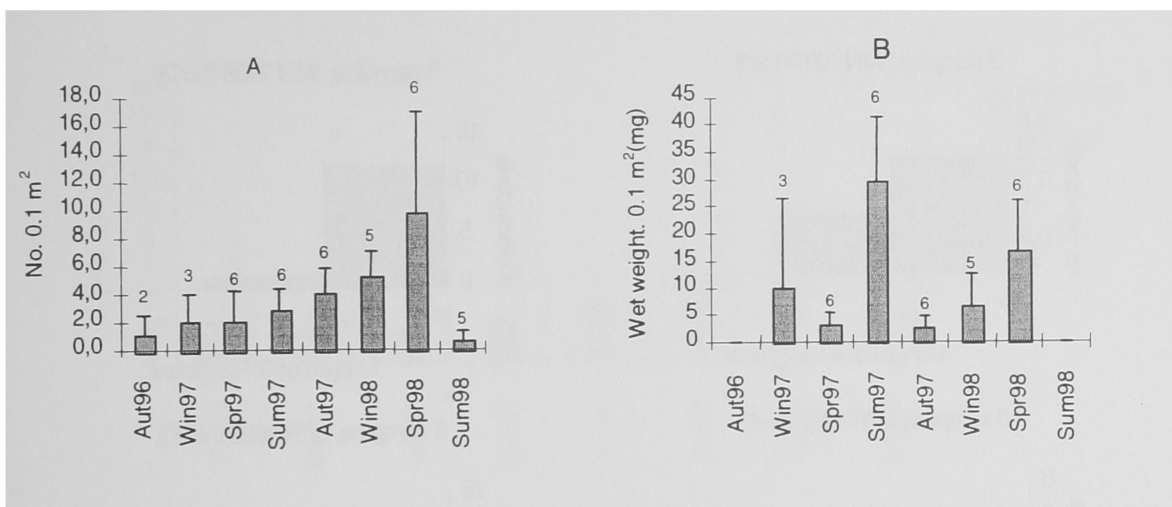 A
No. 0.1 m²
18,0
16,0
14,0
12,0
10,0
8,0
6,0
4,0
2,0
0,0
2
3
6
6
6
5
6
5
Aut96
Win97
Spr97
Sum97
Aut97
Win98
Spr98
Sum98
B
Wet weight. 0.1 m²(mg)
45
40
35
30
25
20
15
10
5
0
3
6
6
6
5
6
Aut96
Win97
Spr97
Sum97
Aut97
Win98
Spr98
Sum98